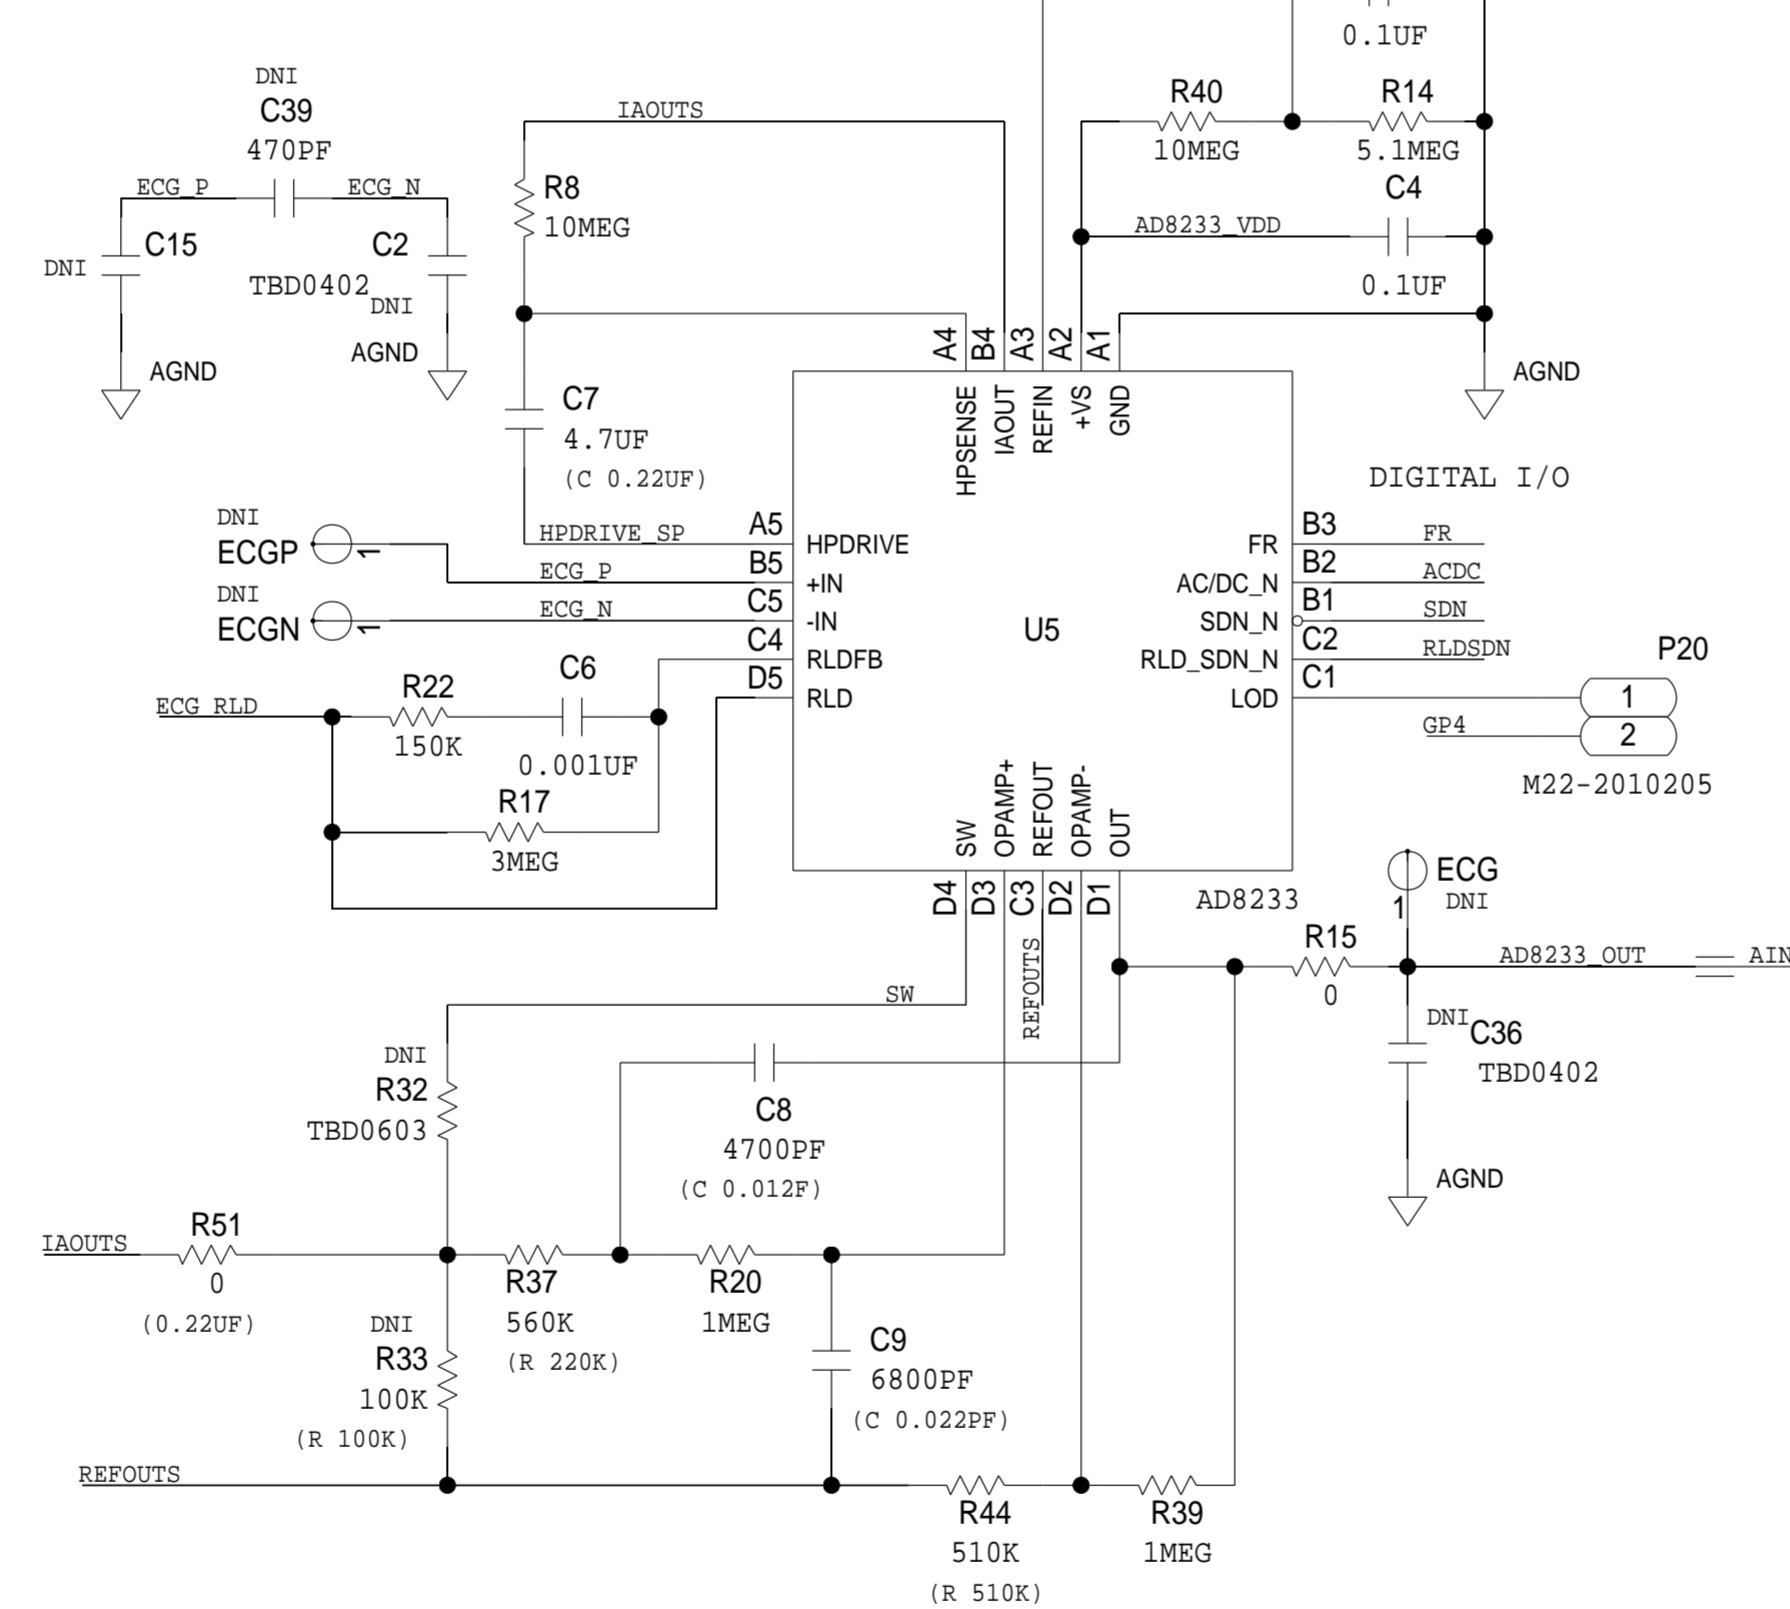 0.1UF
DNI
C39
470PF
ECG_P
ECG_N
DNI
C15
C2
TBD0402
DNI
AGND
AGND
IAOUTS
R8
10MEG
R40
10MEG
R14
5.1MEG
C4
AD8233_VDD
0.1UF
AGND
A4
B4
A3
A2
A1
HPSENSE
IAOUT
REFIN
+VS
GND
C7
4.7UF
(C 0.22UF)
DIGITAL I/O
DNI
ECGP
1
HPDRIVE_SP
A5
HPDRIVE
ECG_P
B5
+IN
DNI
ECGN
1
ECG_N
C5
-IN
C4
RLDFB
D5
RLD
U5
FR
B3
FR
AC/DC_N
B2
ACDC
SDN_N
B1
SDN
RLD_SDN_N
C2
RLDSDN
LOD
C1
P20
1
GP4
2
M22-2010205
ECG_RLD
R22
150K
C6
0.001UF
R17
3MEG
SW
OPAMP+
REFOUT
OPAMP-
OUT
D4
D3
C3
D2
D1
AD8233
REFOUTS
ECG
DNI
1
R15
0
AD8233_OUT
AIN
DNI
C36
TBD0402
AGND
SW
DNI
R32
TBD0603
C8
4700PF
(C 0.012F)
IAOUTS
R51
0
(0.22UF)
R37
560K
(R 220K)
R20
1MEG
DNI
R33
100K
(R 100K)
C9
6800PF
(C 0.022PF)
REFOUTS
R44
510K
(R 510K)
R39
1MEG